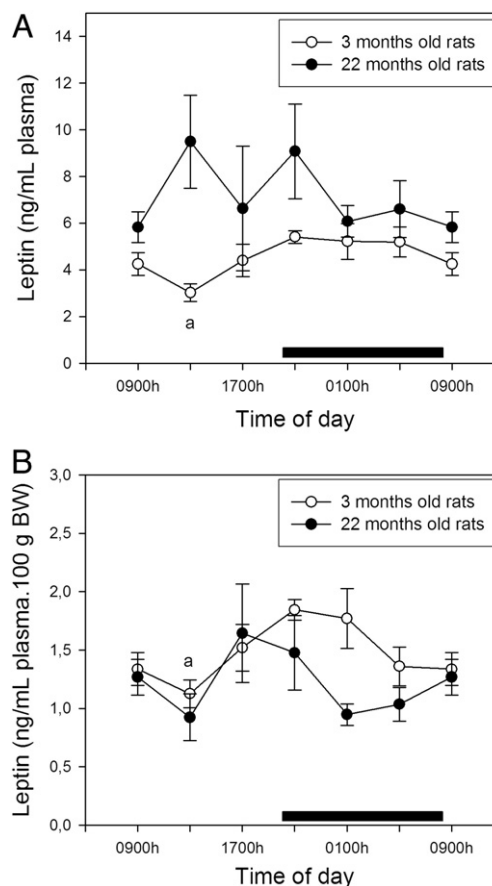 A
3 months old rats
22 months old rats
Leptin (ng/mL plasma)
14
12
10
8
6
4
2
0
a
0900h 1700h 0100h 0900h
Time of day
B
3 months old rats
22 months old rats
Leptin (ng/mL plasma.100 g BW)
3,0
2,5
2,0
1,5
1,0
0,5
0,0
a
0900h 1700h 0100h 0900h
Time of day